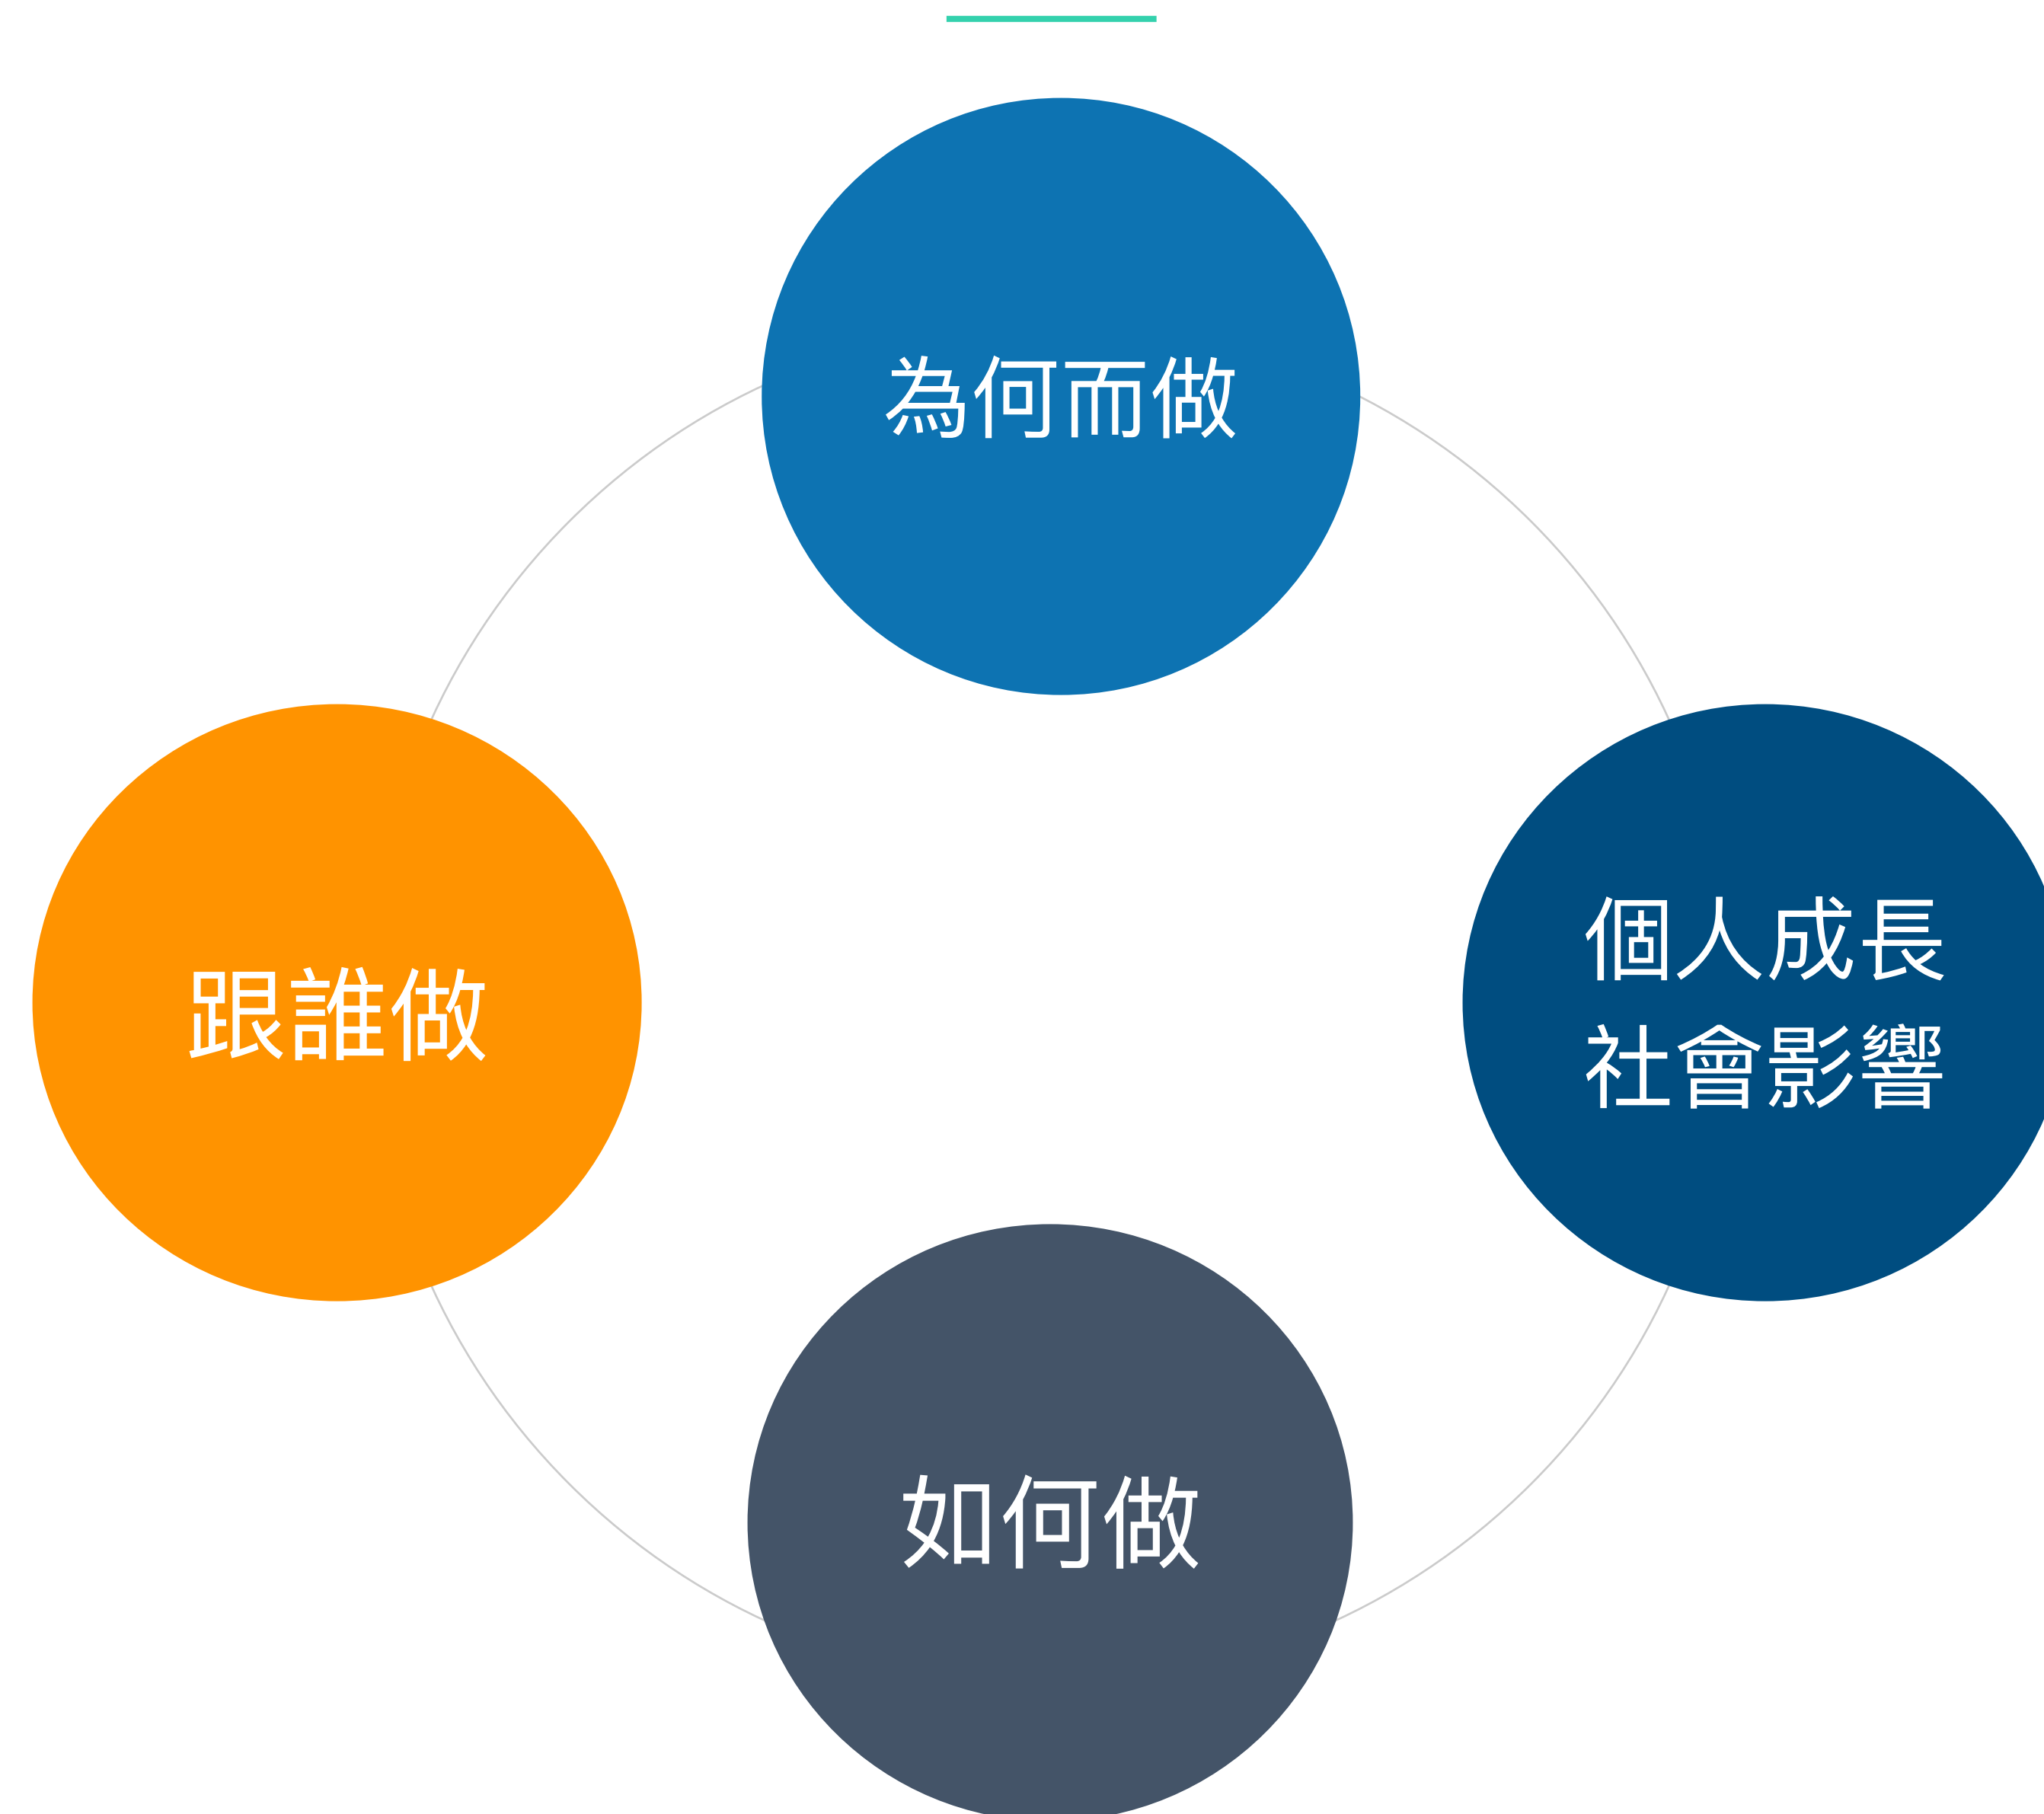 為何而做
個人成長
社會影響
跟誰做
如何做